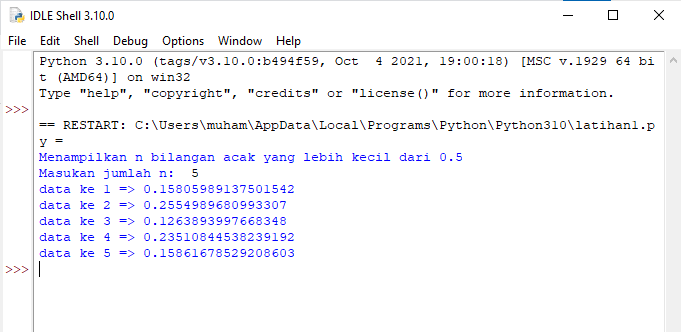 IDLE Shell 3.10.0
File Edit Shell Debug Options Window Help
Python 3.10.0 (tags/v3.10.0:b494f59, Oct  4 2021, 19:00:18) [MSC v.1929 64 bi
t (AMD64)] on win32
Type "help", "copyright", "credits" or "license()" for more information.
>>>
== RESTART: C:\Users\muham\AppData\Local\Programs\Python\Python310\latihan1.p
y =
Menampilkan n bilangan acak yang lebih kecil dari 0.5
Masukan jumlah n:  5
data ke 1 => 0.15805989137501542
data ke 2 => 0.2554989680993307
data ke 3 => 0.1263893997668348
data ke 4 => 0.23510844538239192
data ke 5 => 0.15861678529208603
>>>